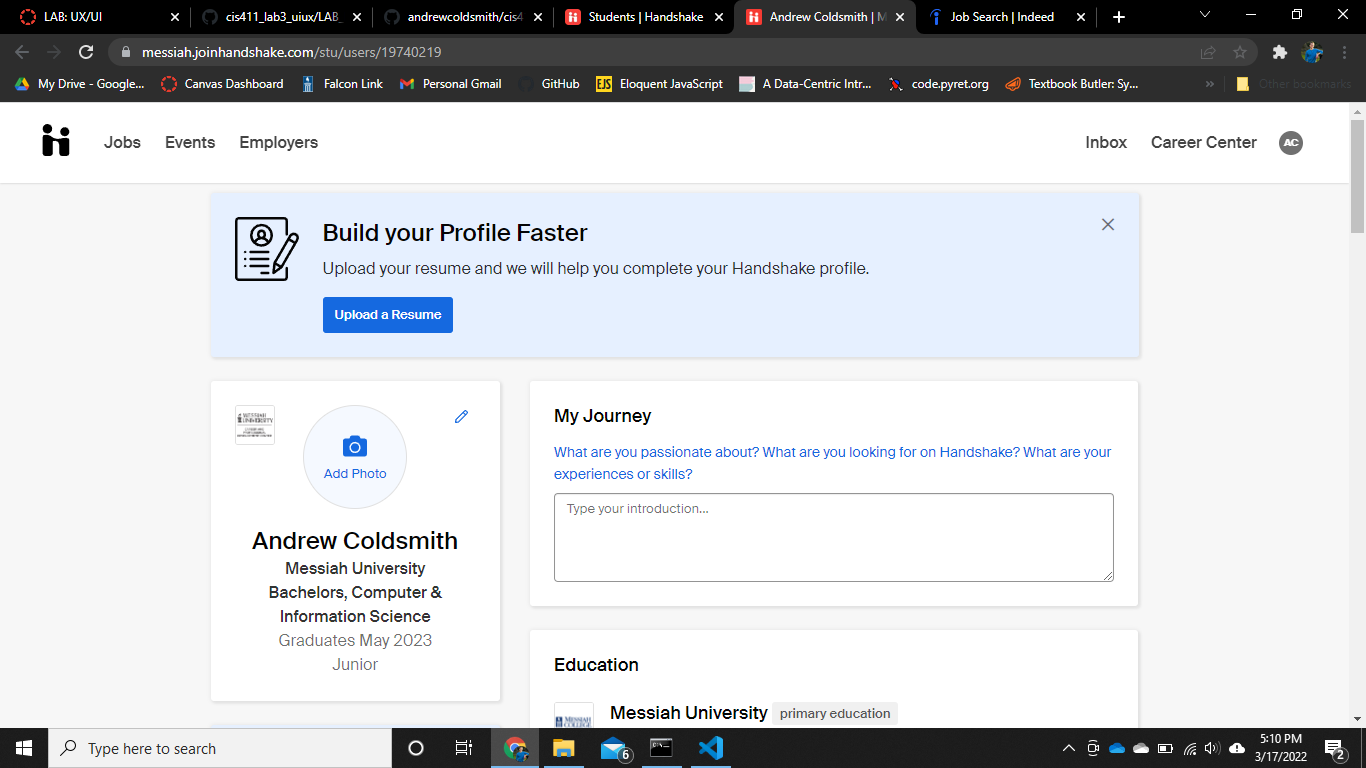 LAB: UX/UI
cis411_lab3_uiux/LAB_
andrewcoldsmith/cis4
Students | Handshake
Andrew Coldsmith | M
Job Search | Indeed
messiah.joinhandshake.com/stu/users/19740219
My Drive - Google...
Canvas Dashboard
Falcon Link
Personal Gmail
GitHub
EJS
Eloquent JavaScript
A Data-Centric Intr...
code.pyret.org
Textbook Butler: Sy...
»
Other bookmarks
Jobs
Events
Employers
Inbox
Career Center
AC
Build your Profile Faster
Upload your resume and we will help you complete your Handshake profile.
Upload a Resume
MESSIAH
UNIVERSITY
Add Photo
Andrew Coldsmith
Messiah University
Bachelors, Computer &
Information Science
Graduates May 2023
Junior
My Journey
What are you passionate about? What are you looking for on Handshake? What are your
experiences or skills?
Type your introduction...
Education
MESSIAH
COLLEGE
Messiah University
primary education
Type here to search
6
5:10 PM
3/17/2022
2